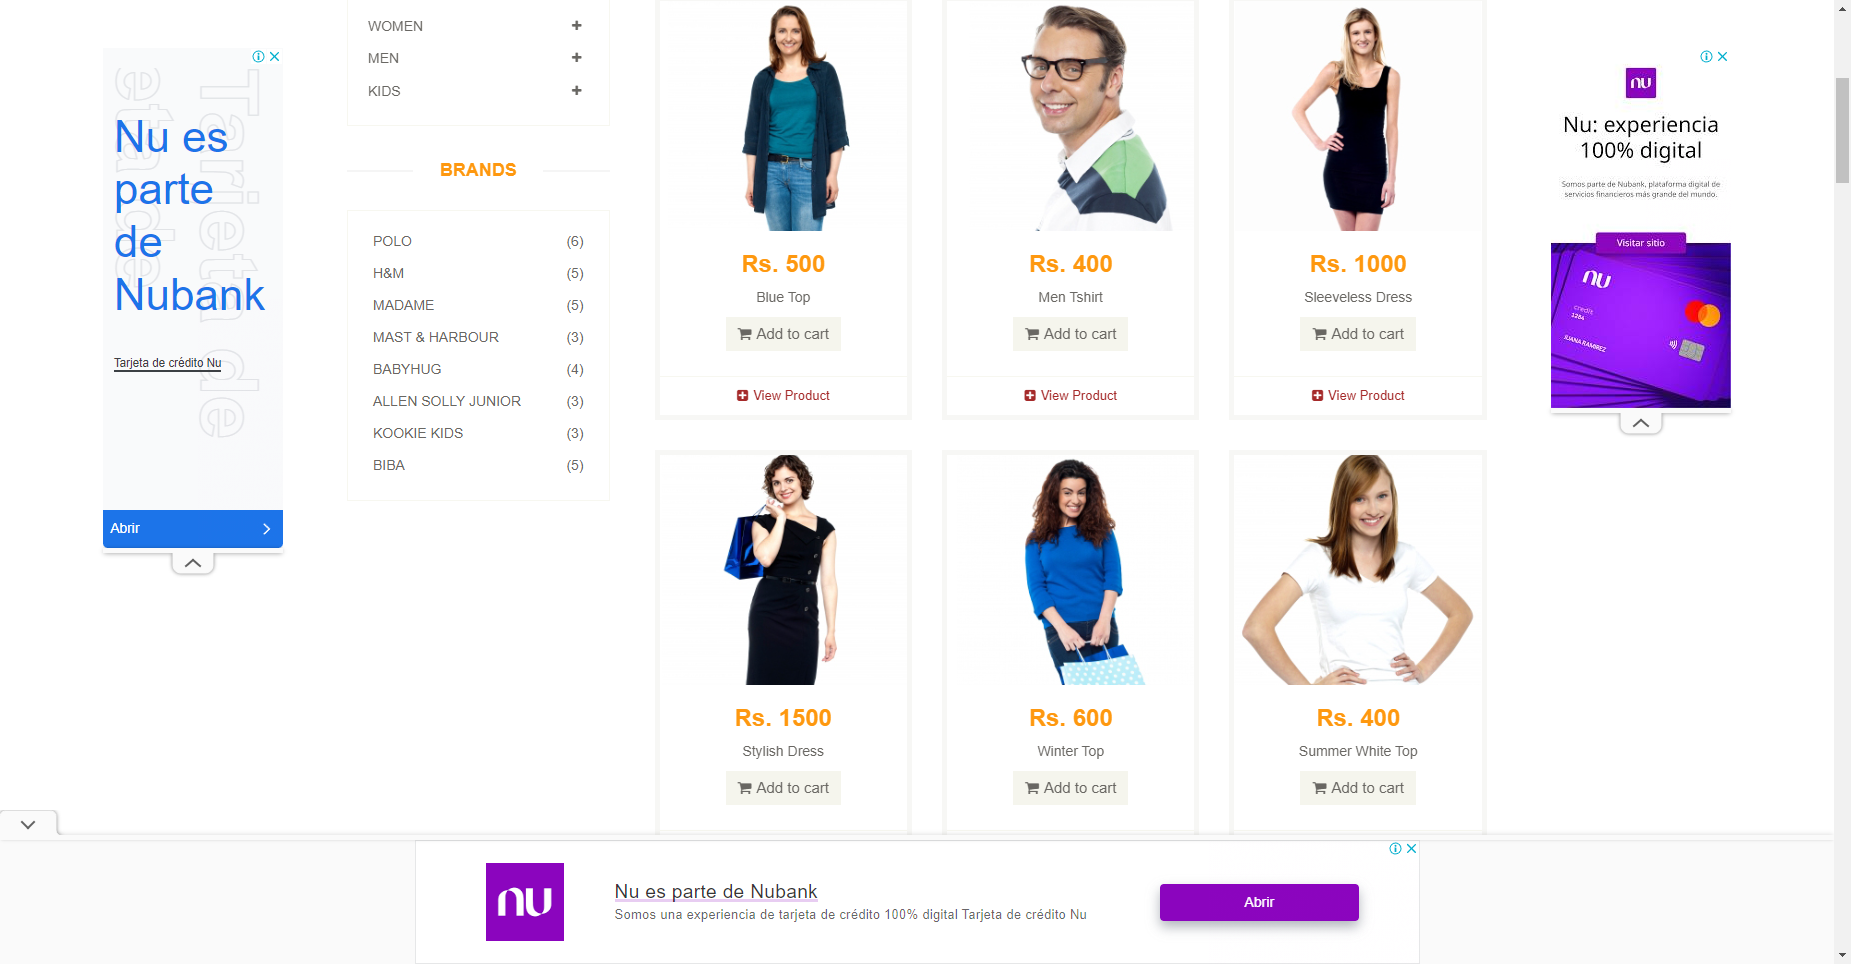 Tarjeta de
etade
Nu es
parte
de
Nubank
Tarjeta de crédito Nu
Abrir
WOMEN
MEN
KIDS
BRANDS
POLO (6)
H&M (5)
MADAME (5)
MAST & HARBOUR (3)
BABYHUG (4)
ALLEN SOLLY JUNIOR (3)
KOOKIE KIDS (3)
BIBA (5)
Rs. 500
Blue Top
Add to cart
View Product
Rs. 400
Men Tshirt
Add to cart
View Product
Rs. 1000
Sleeveless Dress
Add to cart
View Product
Rs. 1500
Stylish Dress
Add to cart
Rs. 600
Winter Top
Add to cart
Rs. 400
Summer White Top
Add to cart
nu
Nu: experiencia
100% digital
Somos parte de Nubank, plataforma digital de
servicios financieros más grande del mundo.
Visitar sitio
nu
credit
1284
nu
Nu es parte de Nubank
Somos una experiencia de tarjeta de crédito 100% digital Tarjeta de crédito Nu
Abrir